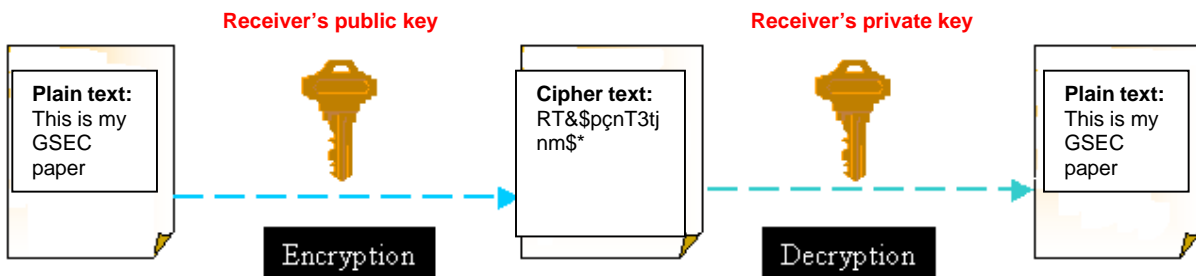 Receiver's public key
Receiver's private key
Plain text:
This is my
GSEC
paper
Cipher text:
RT&$pçnT3tj
nm$*
Plain text:
This is my
GSEC
paper
Encryption
Decryption